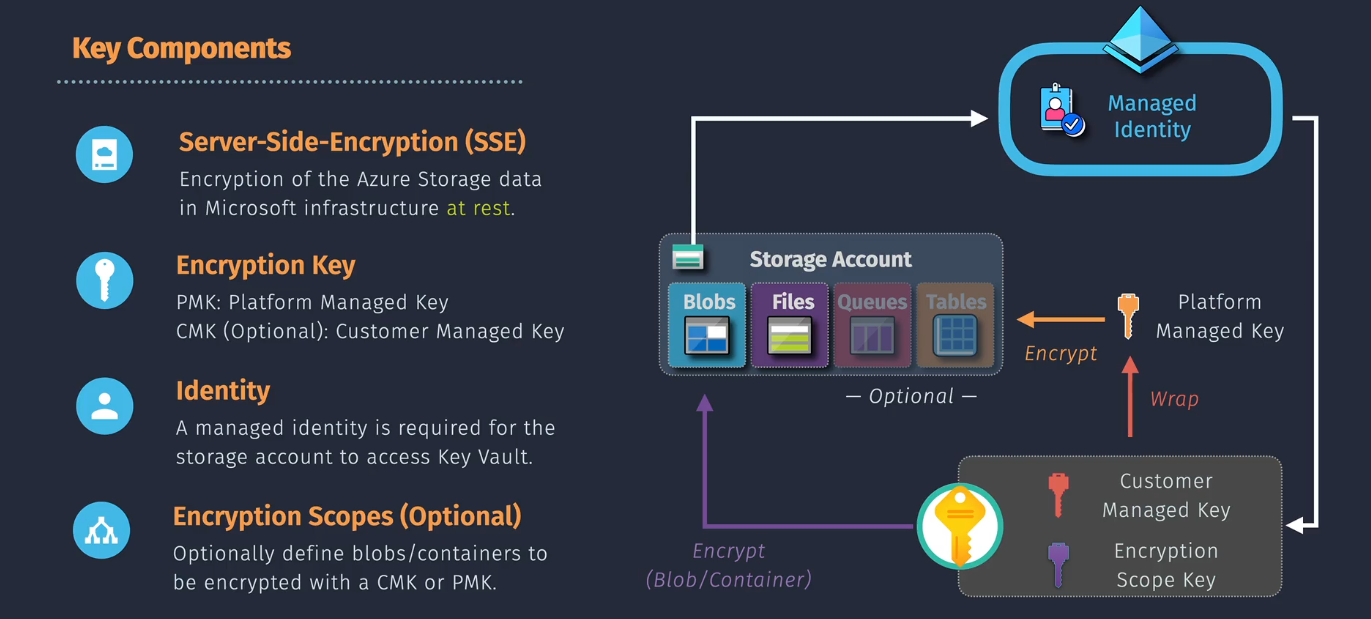 Key Components
Server-Side-Encryption (SSE)
Encryption of the Azure Storage data
in Microsoft infrastructure at rest.
Encryption Key
PMK: Platform Managed Key
CMK (Optional): Customer Managed Key
Identity
A managed identity is required for the
storage account to access Key Vault.
Encryption Scopes (Optional)
Optionally define blobs/containers to
be encrypted with a CMK or PMK.
Managed
Identity
Storage Account
Blobs
Files
Queues
Tables
— Optional —
Encrypt
Platform
Managed Key
Wrap
Customer
Managed Key
Encryption
Scope Key
Encrypt
(Blob/Container)